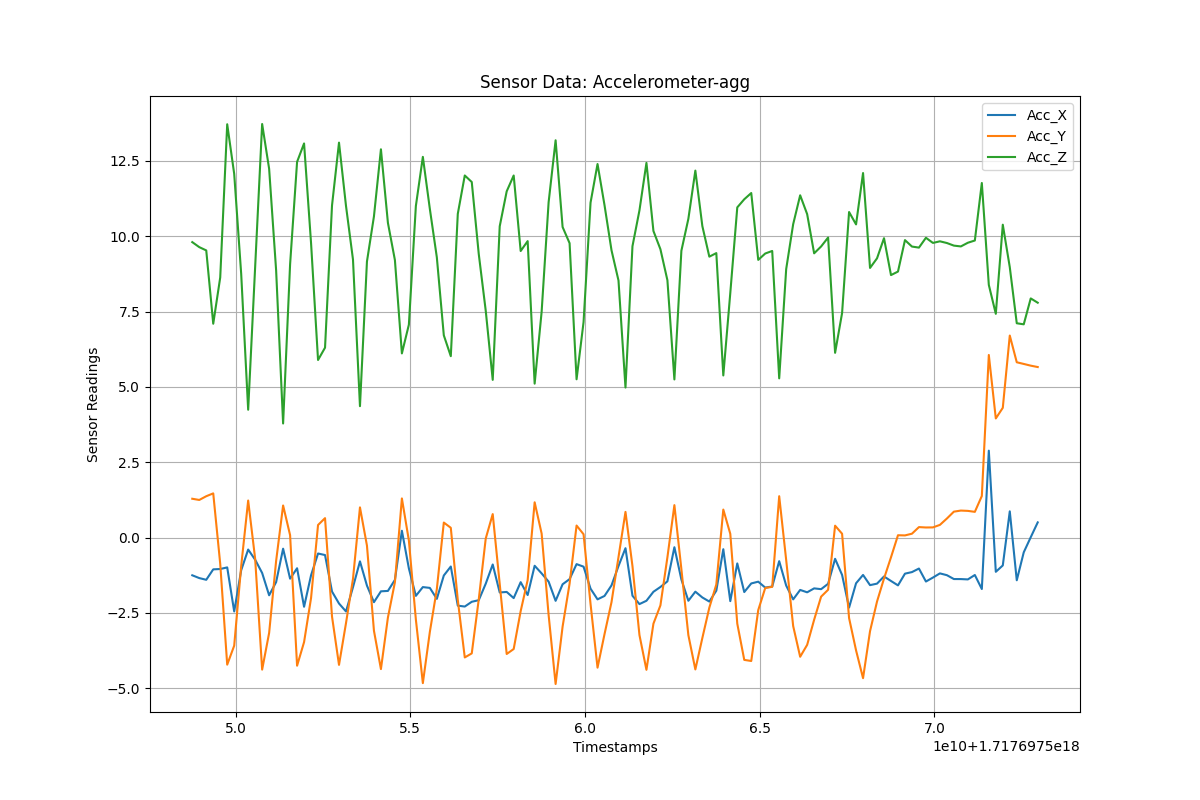 Sensor Data: Accelerometer-agg
Acc_X
Acc_Y
Acc_Z
12.5
10.0
7.5
5.0
2.5
0.0
−2.5
−5.0
Sensor Readings
5.0 5.5 6.0 6.5 7.0
Timestamps
1e10+1.7176975e18